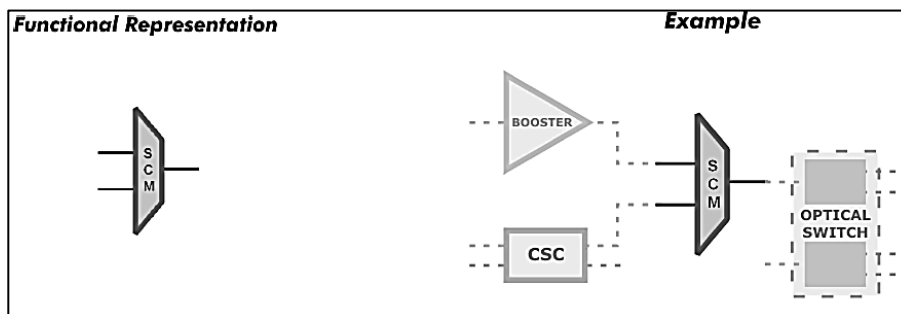 Functional Representation
Example
S
C
M
BOOSTER
S
C
M
CSC
OPTICAL
SWITCH